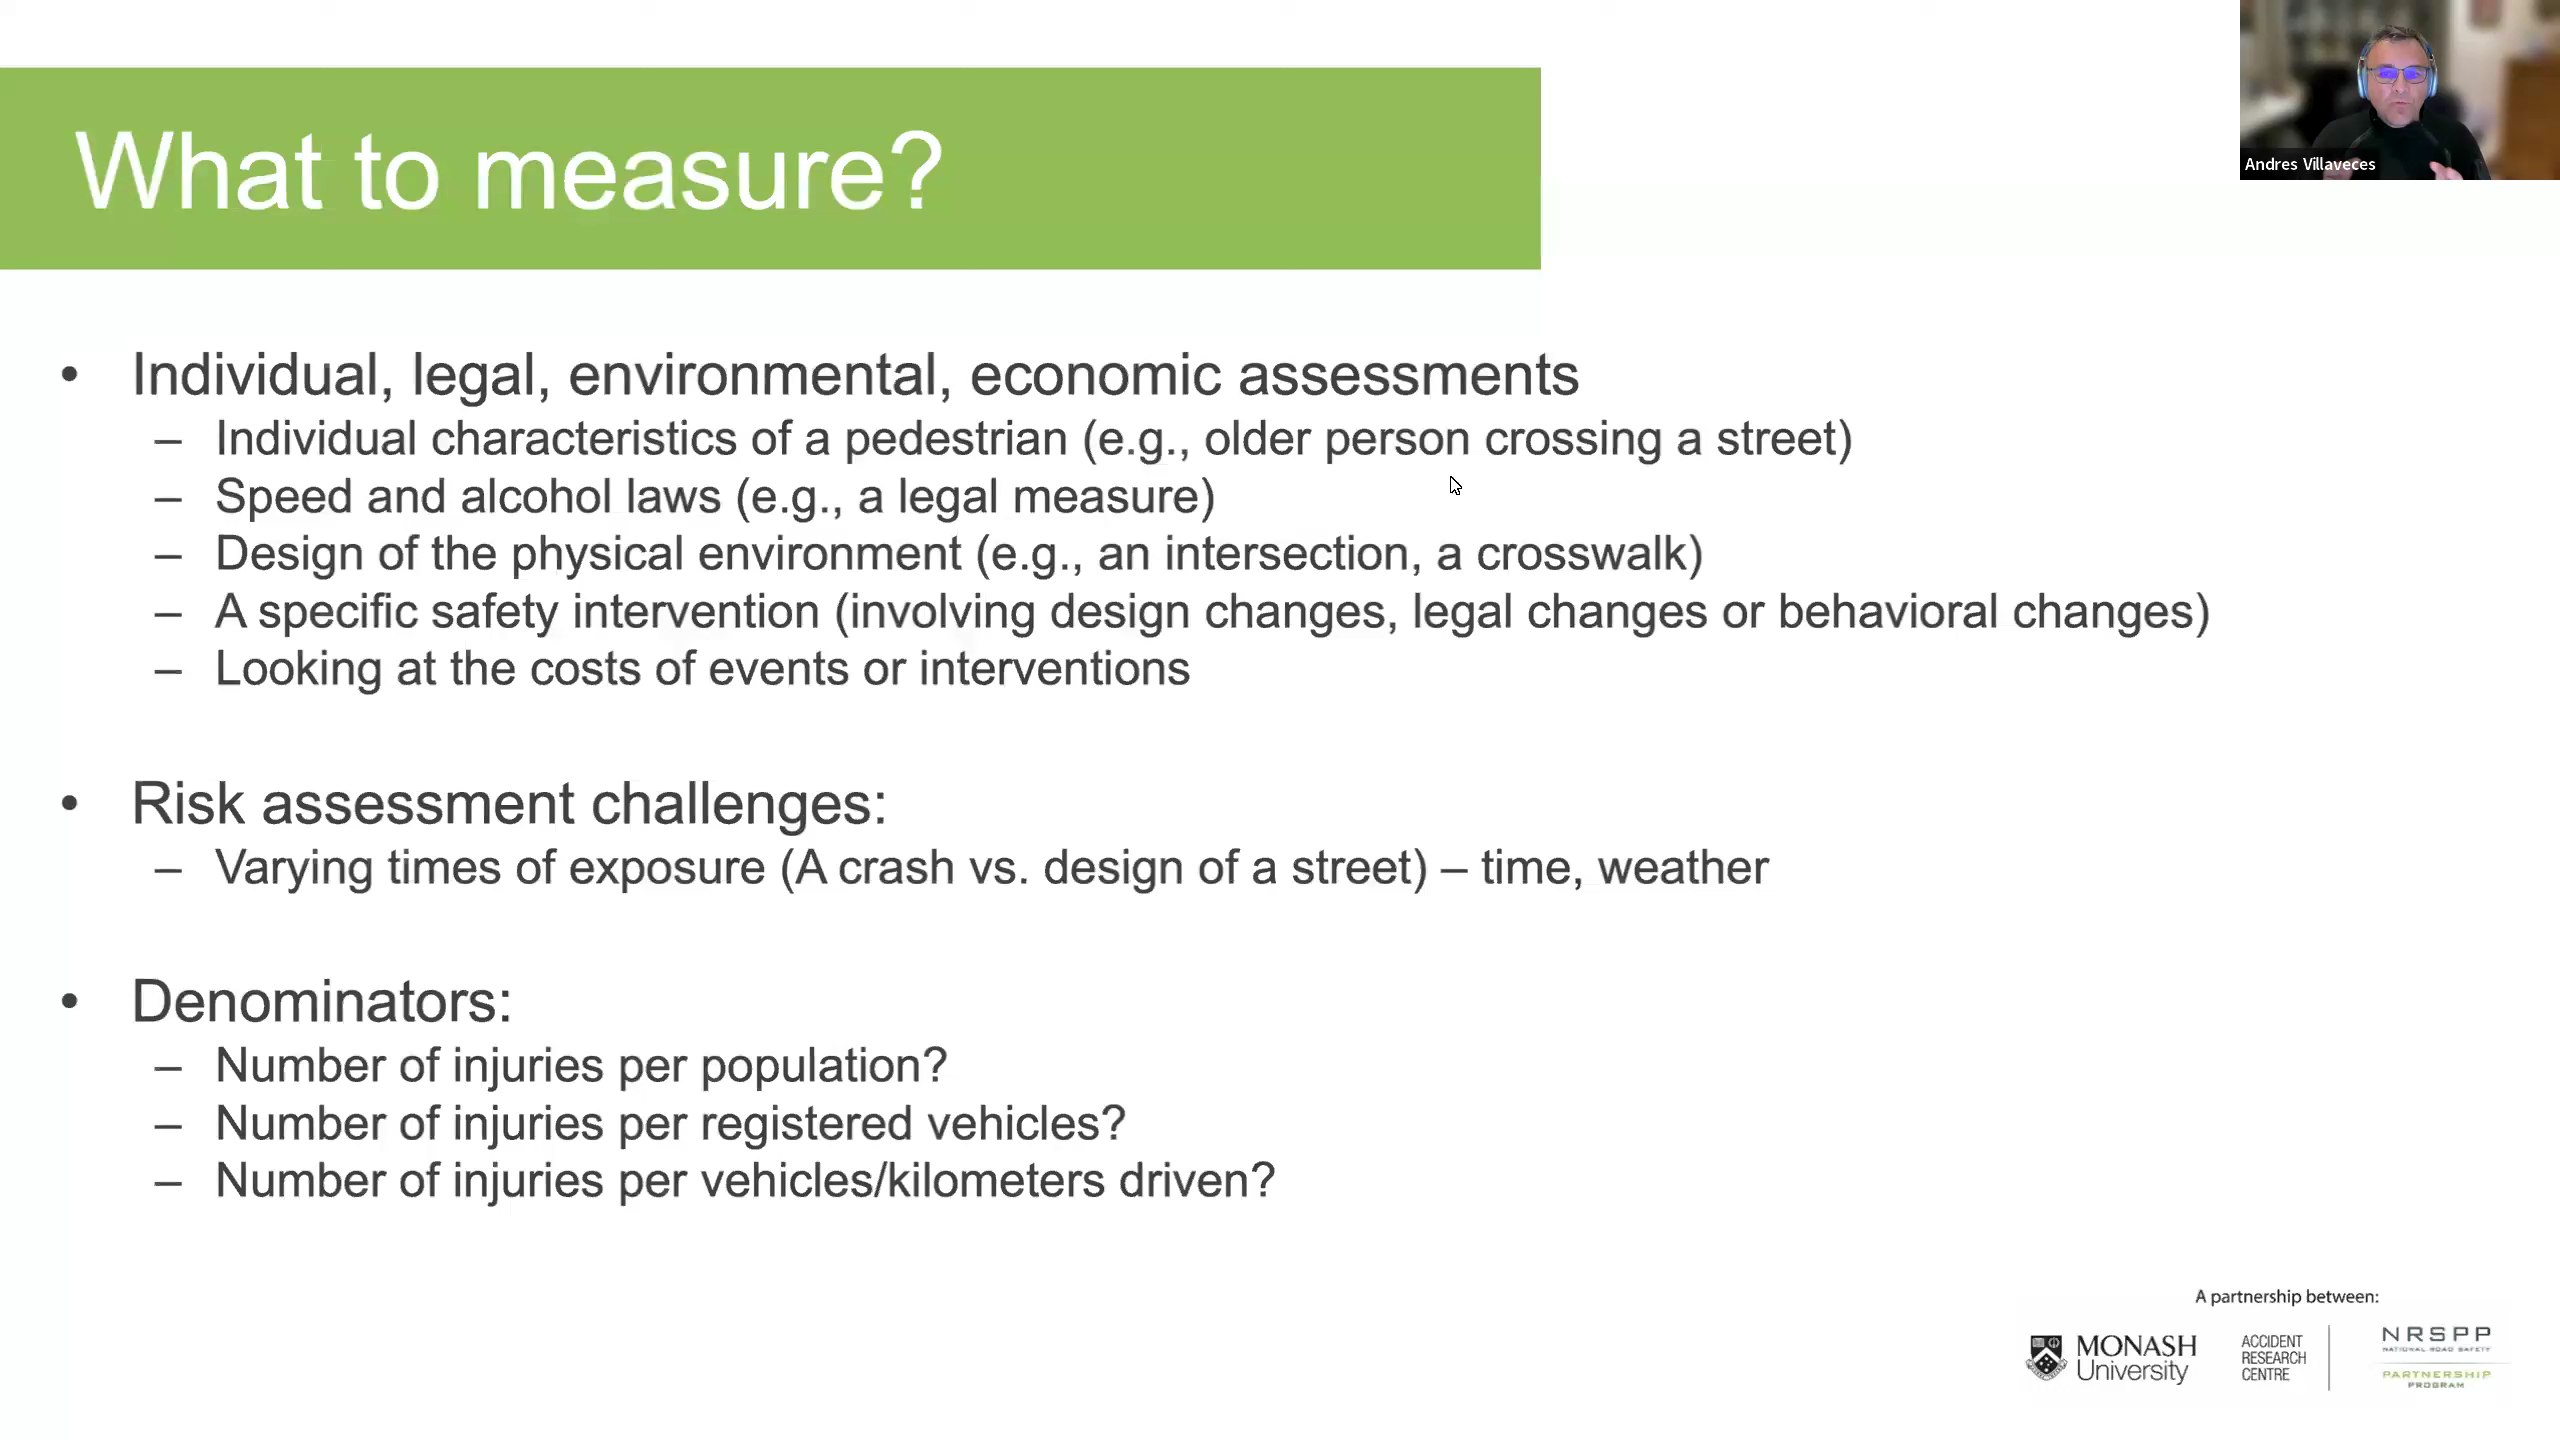 Andres Villaveces
What to measure?
• Individual, legal, environmental, economic assessments
– Individual characteristics of a pedestrian (e.g., older person crossing a street)
– Speed and alcohol laws (e.g., a legal measure)
– Design of the physical environment (e.g., an intersection, a crosswalk)
– A specific safety intervention (involving design changes, legal changes or behavioral changes)
– Looking at the costs of events or interventions
• Risk assessment challenges:
– Varying times of exposure (A crash vs. design of a street) – time, weather
• Denominators:
– Number of injuries per population?
– Number of injuries per registered vehicles?
– Number of injuries per vehicles/kilometers driven?
A partnership between:
MONASH
University
ACCIDENT
RESEARCH
CENTRE
NRSPP
NATIONAL ROAD SAFETY
PARTNERSHIP
PROGRAM